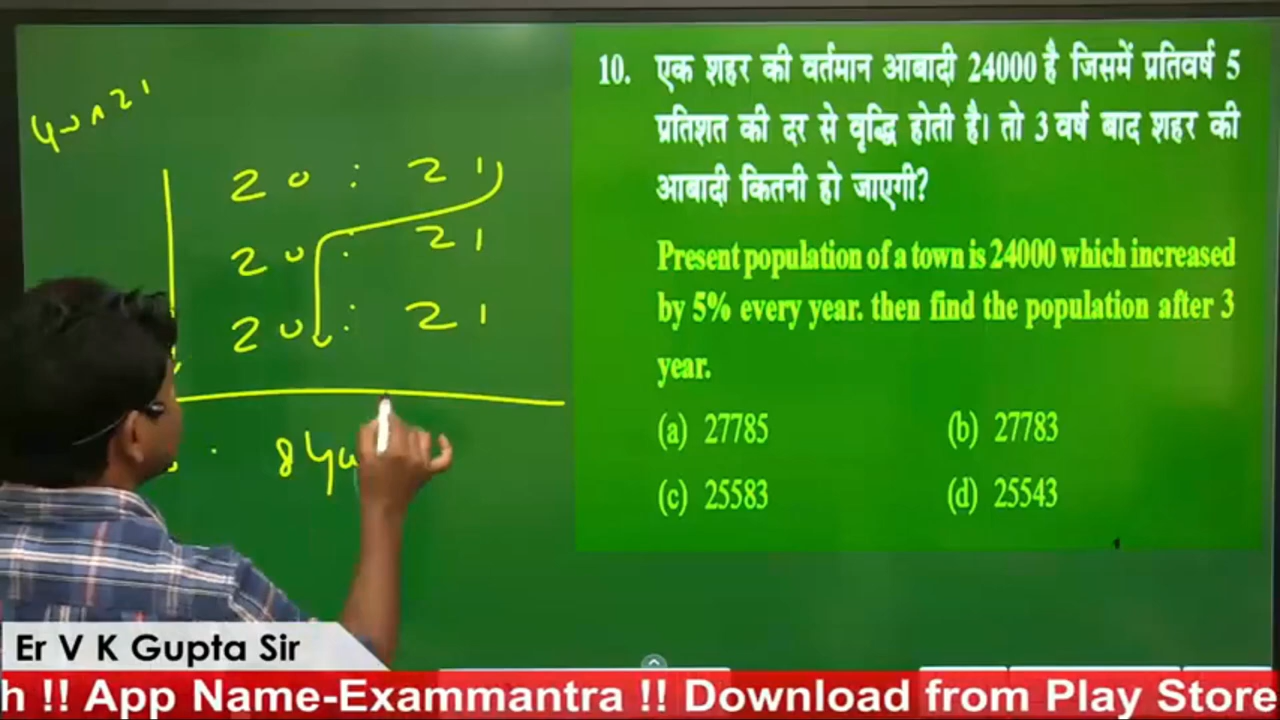 20 : 21
20 : 21
20 : 21
10. एक शहर की वर्तमान आबादी 24000 है जिसमें प्रतिवर्ष 5
प्रतिशत की दर से वृद्धि होती है। तो 3 वर्ष बाद शहर की
आबादी कितनी हो जाएगी?
Present population of a town is 24000 which increased
by 5% every year. then find the population after 3
year.
(a) 27785 (b) 27783
(c) 25583 (d) 25543
Er V K Gupta Sir
h !! App Name-Exammantra !! Download from Play Store